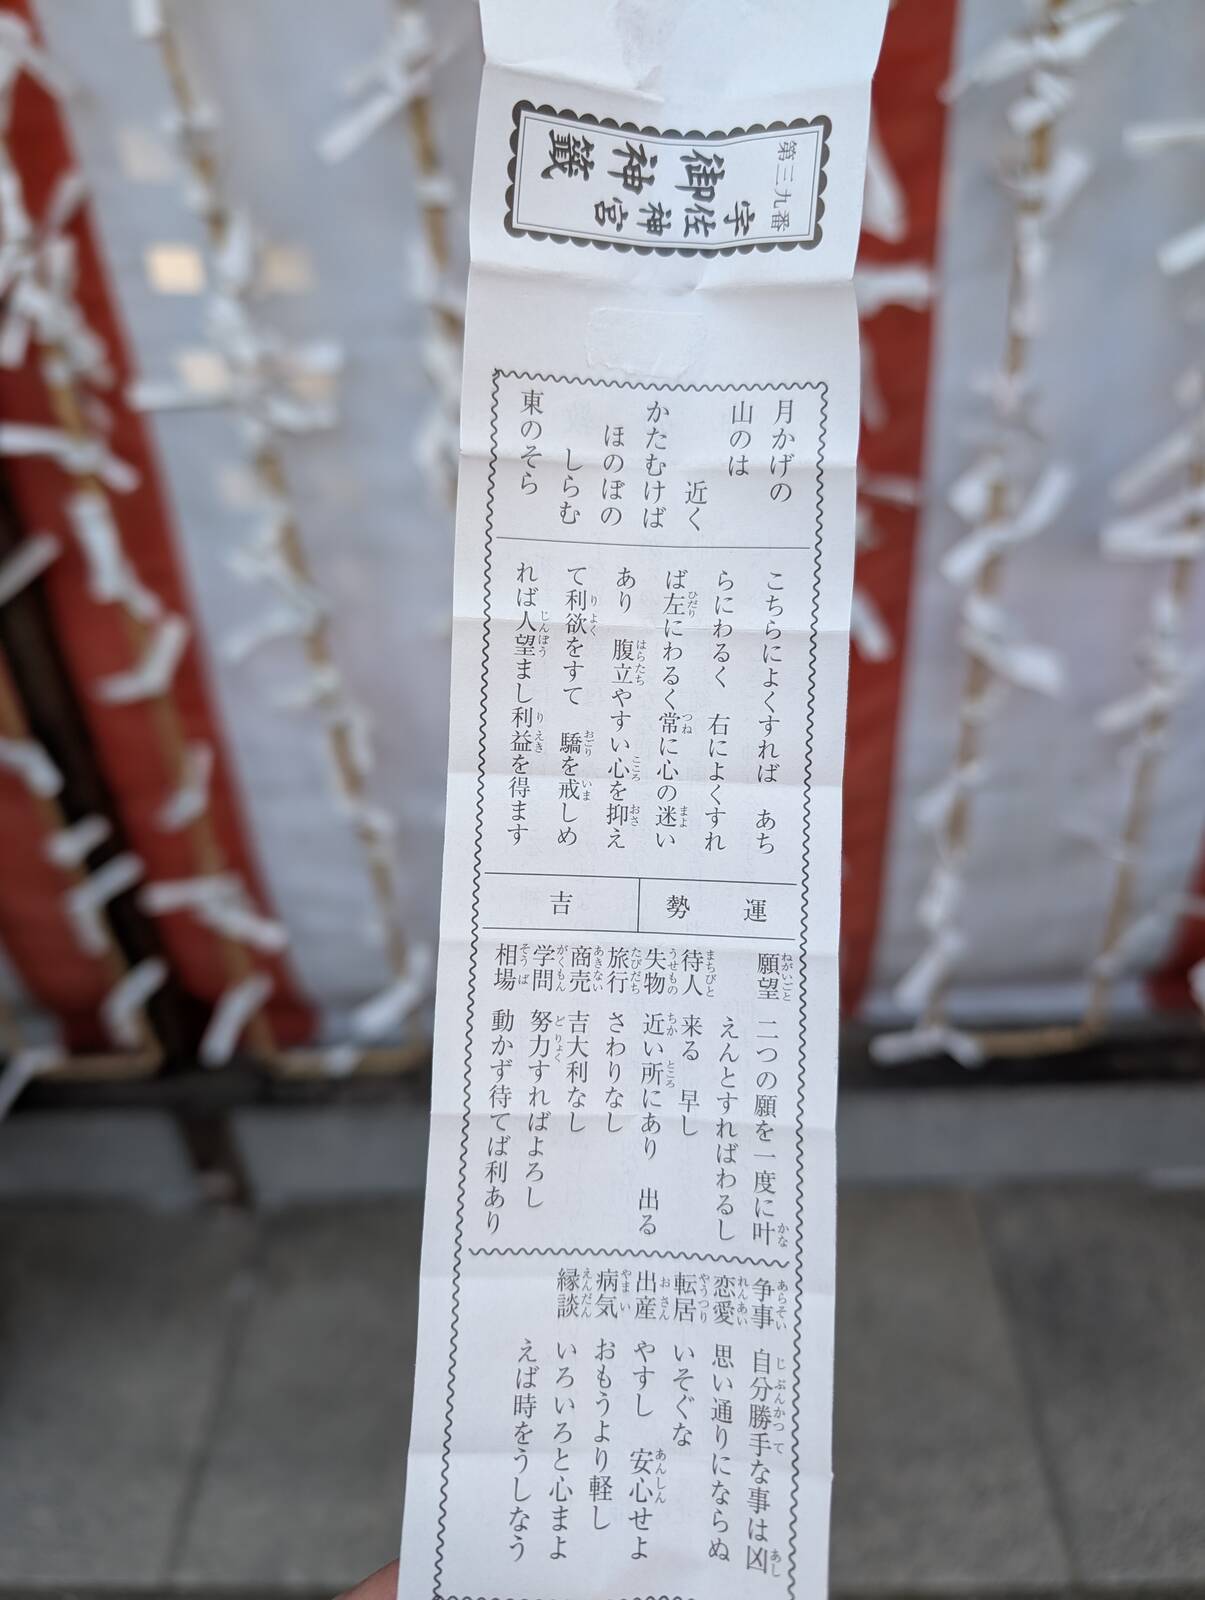 第三九番
宇佐神宮
御神籤
月かげの
山のは
近く
かたむけば
ほのぼの
しらむ
東のそら
こちらによくすれば あち
らにわるく 右によくすれ
ば左にわるく常に心の迷い
あり 腹立やすい心を抑え
て利欲をすて 驕を戒しめ
れば人望まし利益を得ます
運勢
吉
願望 二つの願を一度に叶
えんとすればわるし
待人 来る 早し
失物 近い所にあり 出る
旅行 さわりなし
商売 吉大利なし
学問 努力すればよろし
相場 動かず待てば利あり
争事 自分勝手な事は凶
恋愛 思い通りにならぬ
転居 いそぐな
出産 やすし 安心せよ
病気 おもうより軽し
縁談 いろいろと心まよ
えば時をうしなう